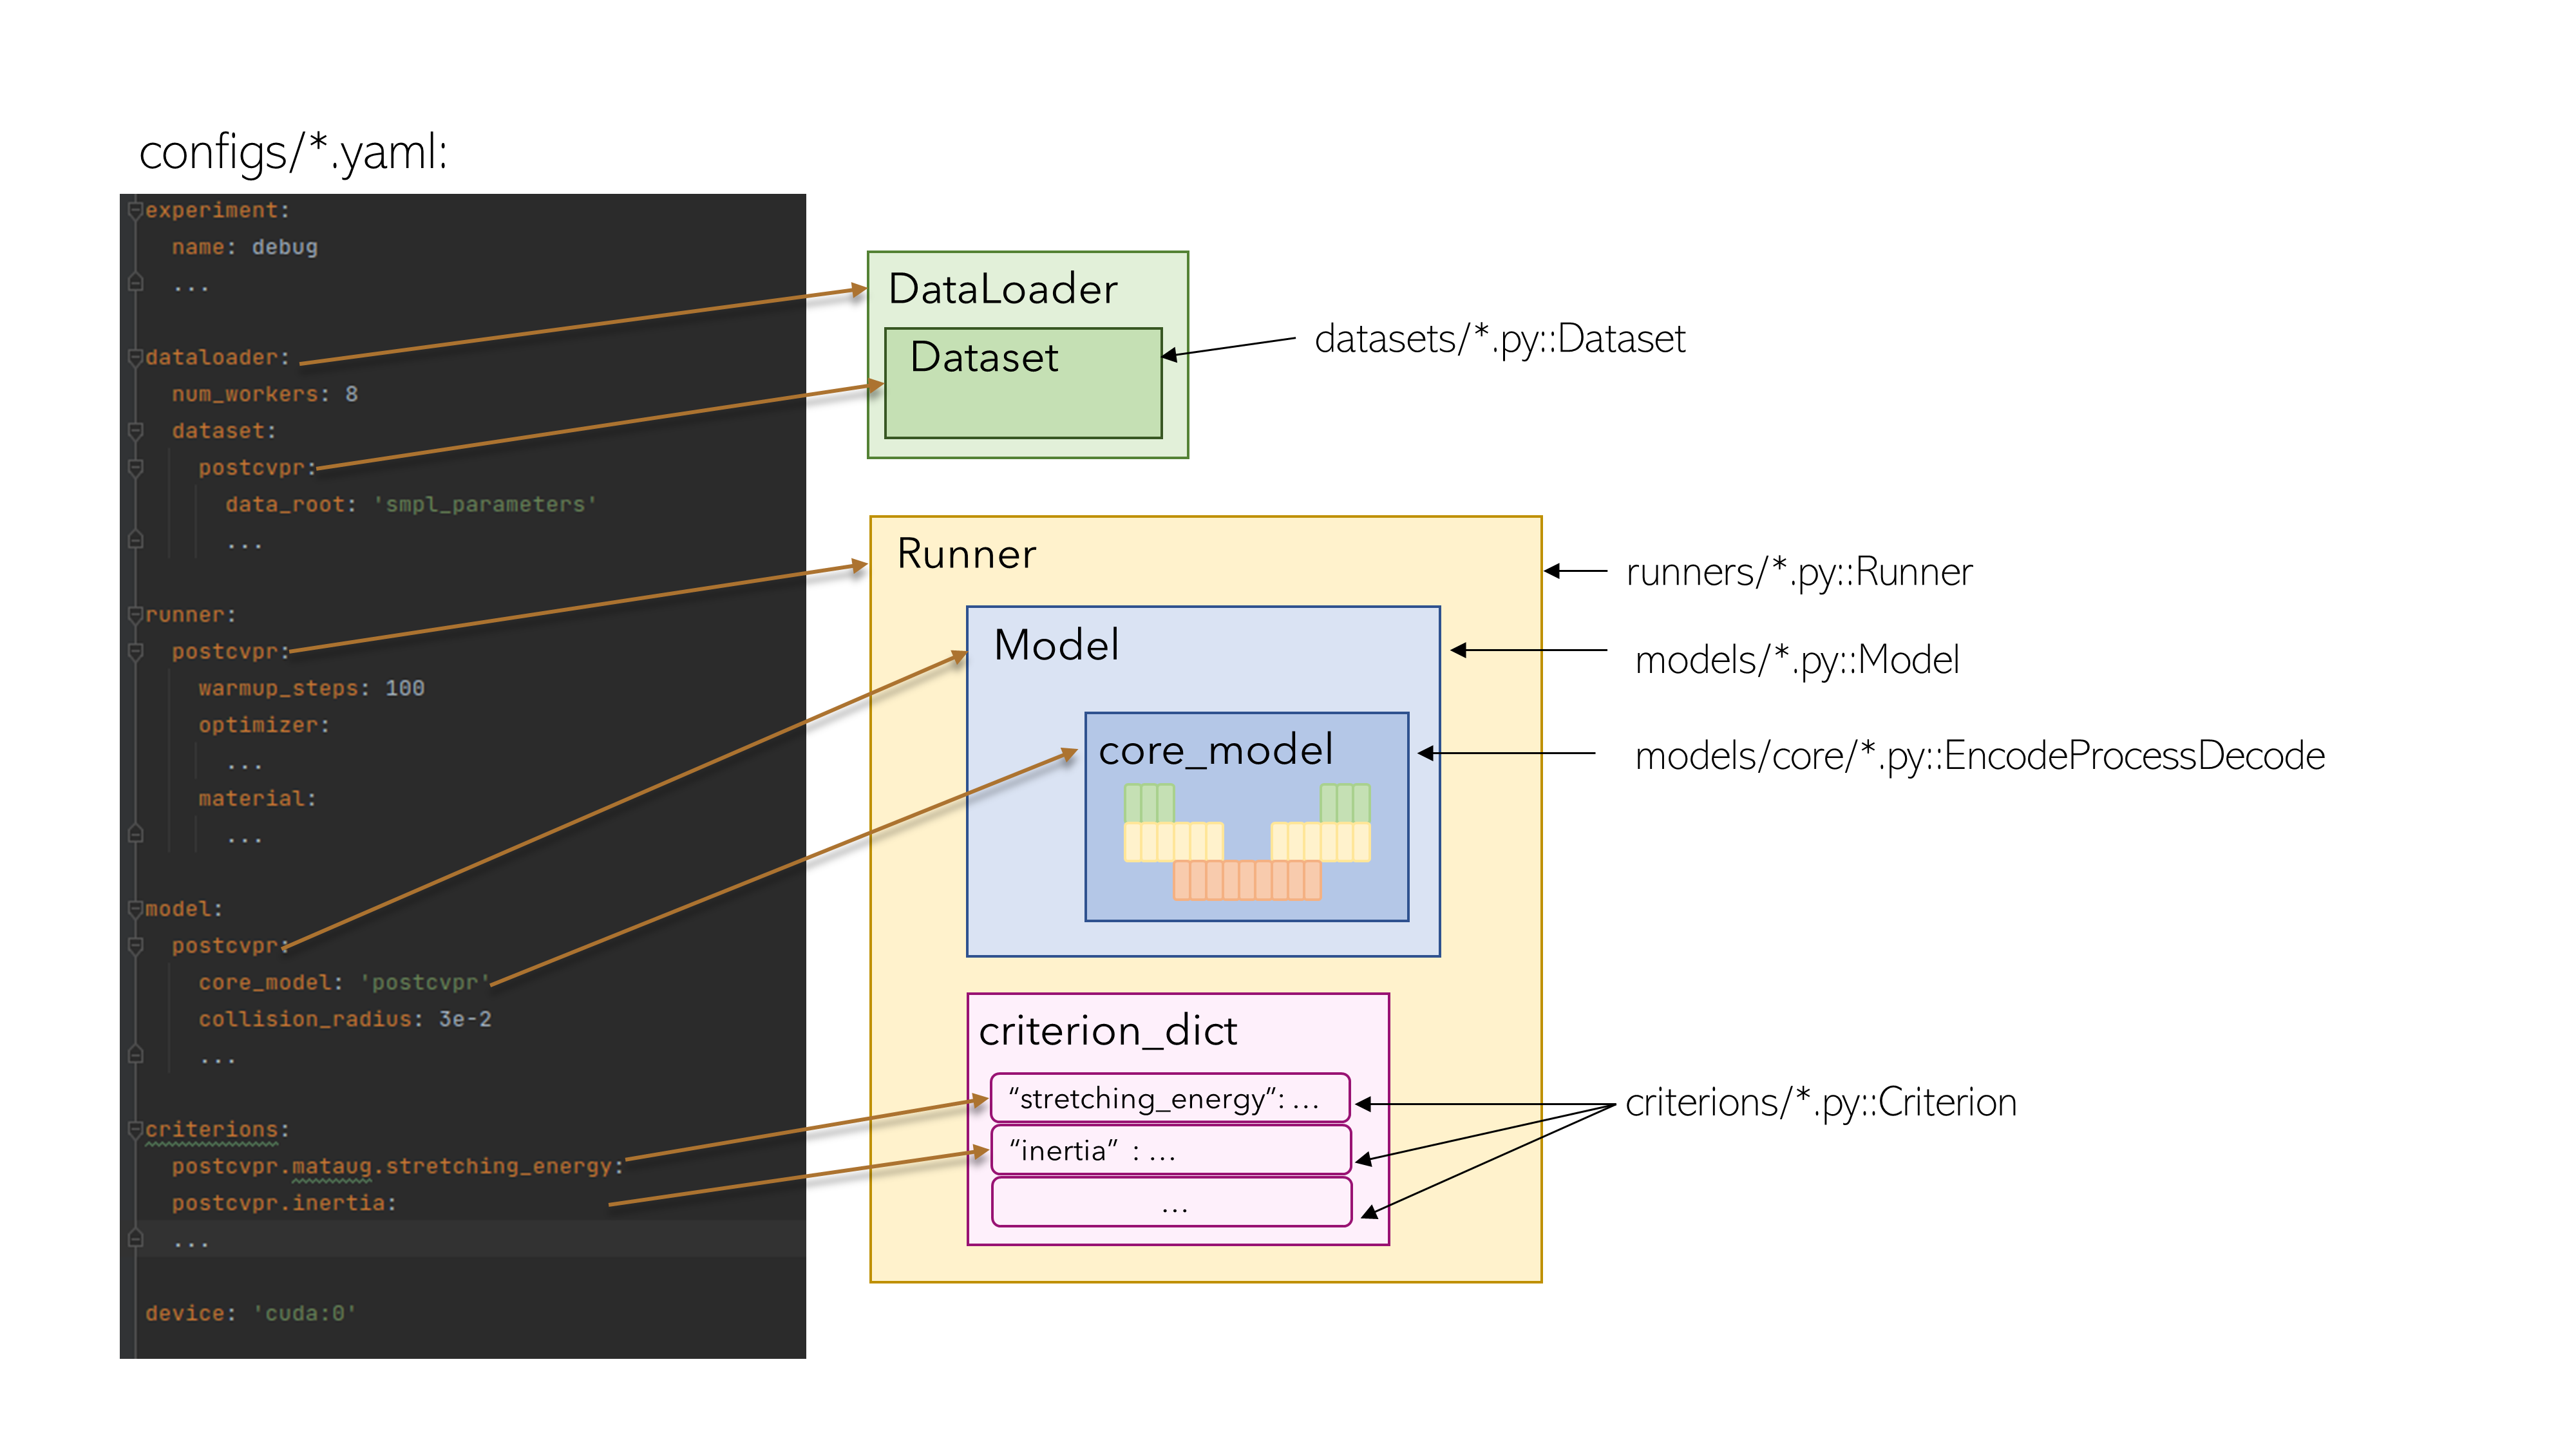 configs/*.yaml:
experiment:
name: debug
...
dataloader:
num_workers: 8
dataset:
postcvpr:
data_root: 'smpl_parameters'
...
runner:
postcvpr:
warmup_steps: 100
optimizer:
...
material:
...
model:
postcvpr:
core_model: 'postcvpr'
collision_radius: 3e-2
...
criterions:
postcvpr.mataug.stretching_energy:
postcvpr.inertia:
...
device: 'cuda:0'
DataLoader
Dataset
datasets/*.py::Dataset
Runner
runners/*.py::Runner
Model
models/*.py::Model
core_model
models/core/*.py::EncodeProcessDecode
criterion_dict
“stretching_energy”: ...
“inertia” : ...
...
criterions/*.py::Criterion